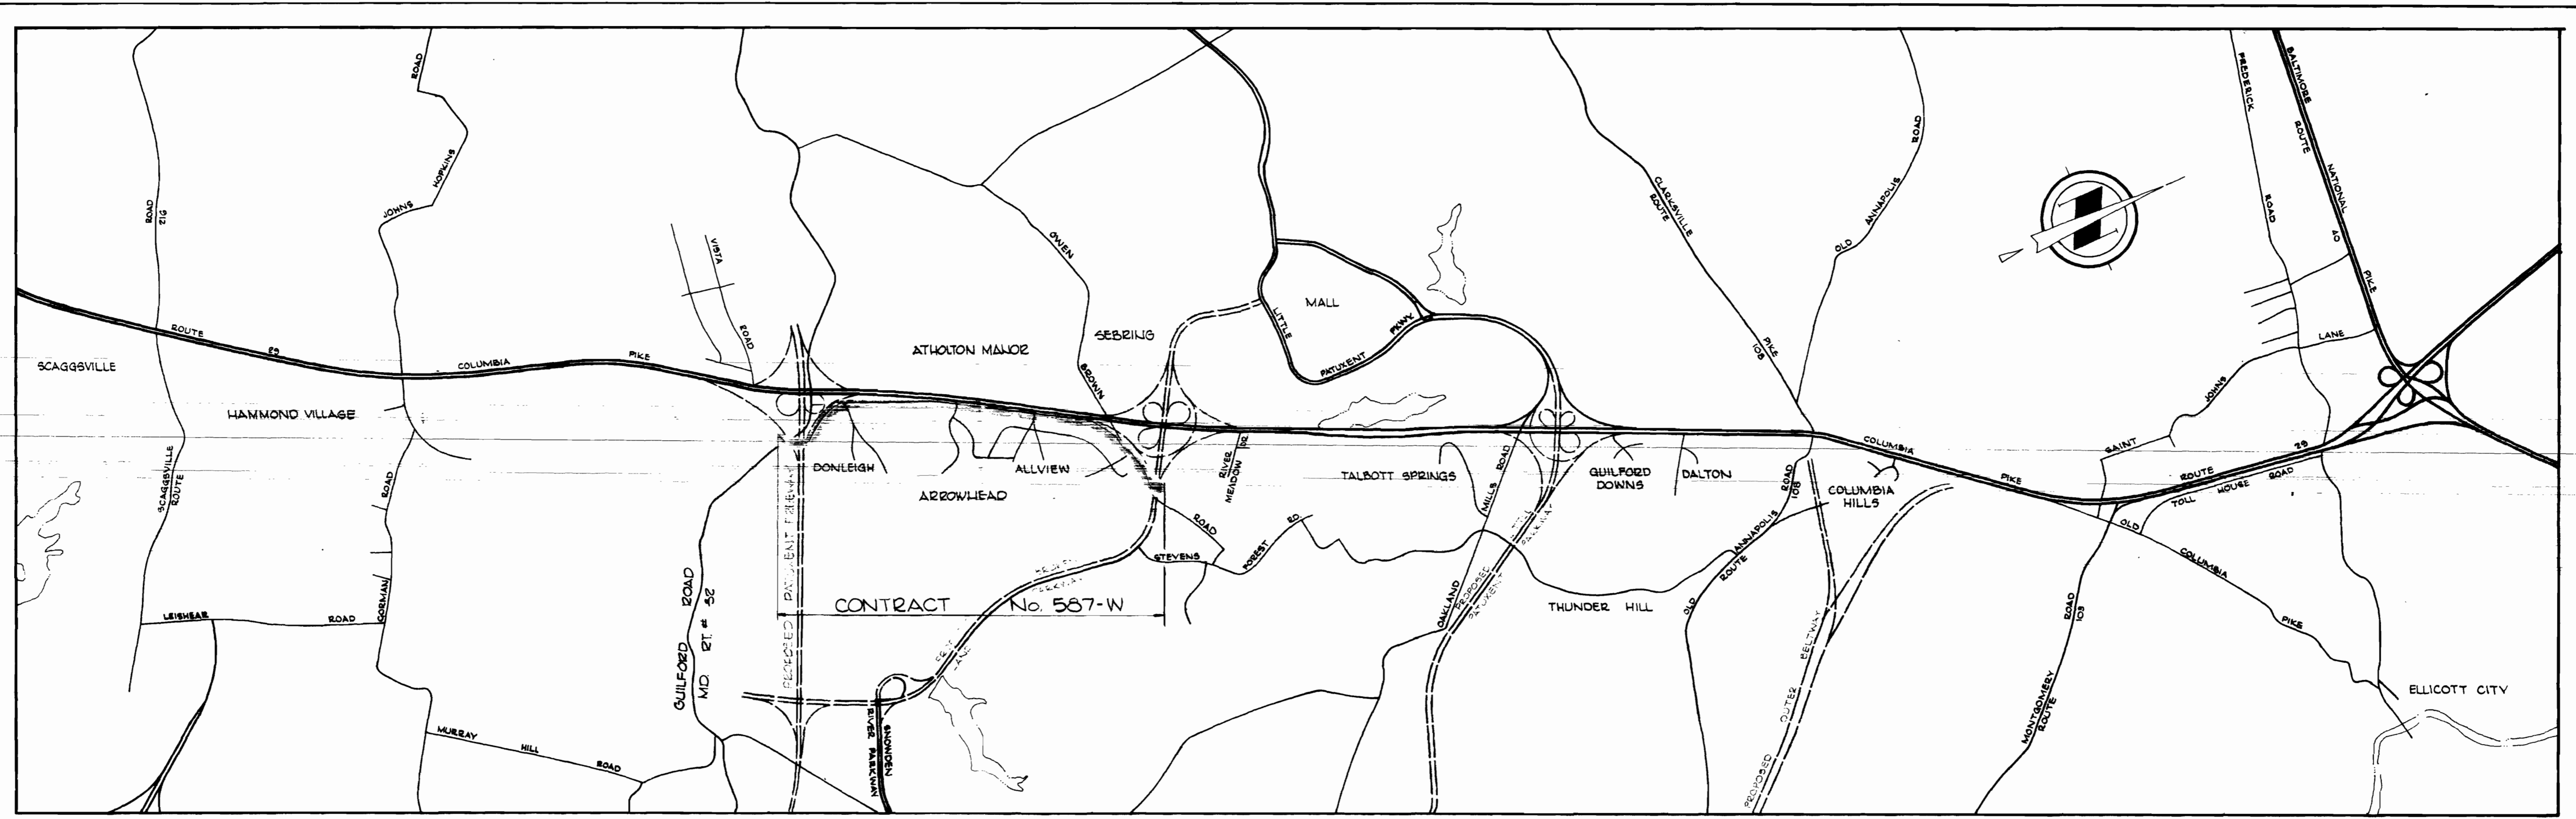 SCAGGSVILLE
ROAD
216
SCAGGSVILLE
ROUTE
ROUTE
29
HAMMOND VILLAGE
LEISHEAR
ROAD
ROAD
HOPKINS
JOHNS
ROAD
GORMAN
COLUMBIA
PIKE
MURRAY
HILL
ROAD
VISTA
ROAD
GUILFORD ROAD
MD. RT. # 32
PROPOSED PATUXENT FREEWAY
DONLEIGH
ATHOLTON MANOR
ARROWHEAD
ALLVIEW
CONTRACT No. 587-W
SNOWDEN
RIVER PARKWAY
OWEN
BROWN
SEBRING
ROAD
STEVENS
FOREST
RD.
RIVER
MEADOW
DR.
LITTLE
PATUXENT
PKWY.
MALL
TALBOTT SPRINGS
OAKLAND
MILLS
ROAD
PROPOSED
PATUXENT
PARKWAY
GUILFORD
DOWNS
DALTON
THUNDER HILL
CLARKSVILLE
ROUTE
PIKE
108
OLD
ANNAPOLIS
ROAD
OLD
ANNAPOLIS
ROUTE
ROAD
108
COLUMBIA
HILLS
PROPOSED
OUTER
BELTWAY
COLUMBIA
PIKE
MONTGOMERY
ROUTE
ROAD
103
SAINT
JOHNS
LANE
ROUTE
29
TOLL
HOUSE
ROAD
OLD
COLUMBIA
PIKE
FREDERICK
ROAD
BALTIMORE
ROUTE
NATIONAL
40
PIKE
ELLICOTT CITY